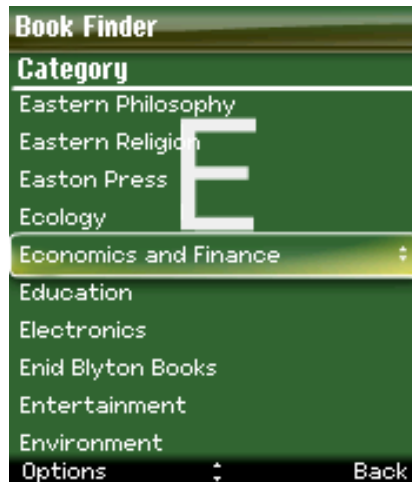 Book Finder
Category
Eastern Philosophy
Eastern Religion
Easton Press
Ecology
E
Economics and Finance
Education
Electronics
Enid Blyton Books
Entertainment
Environment
Options Back